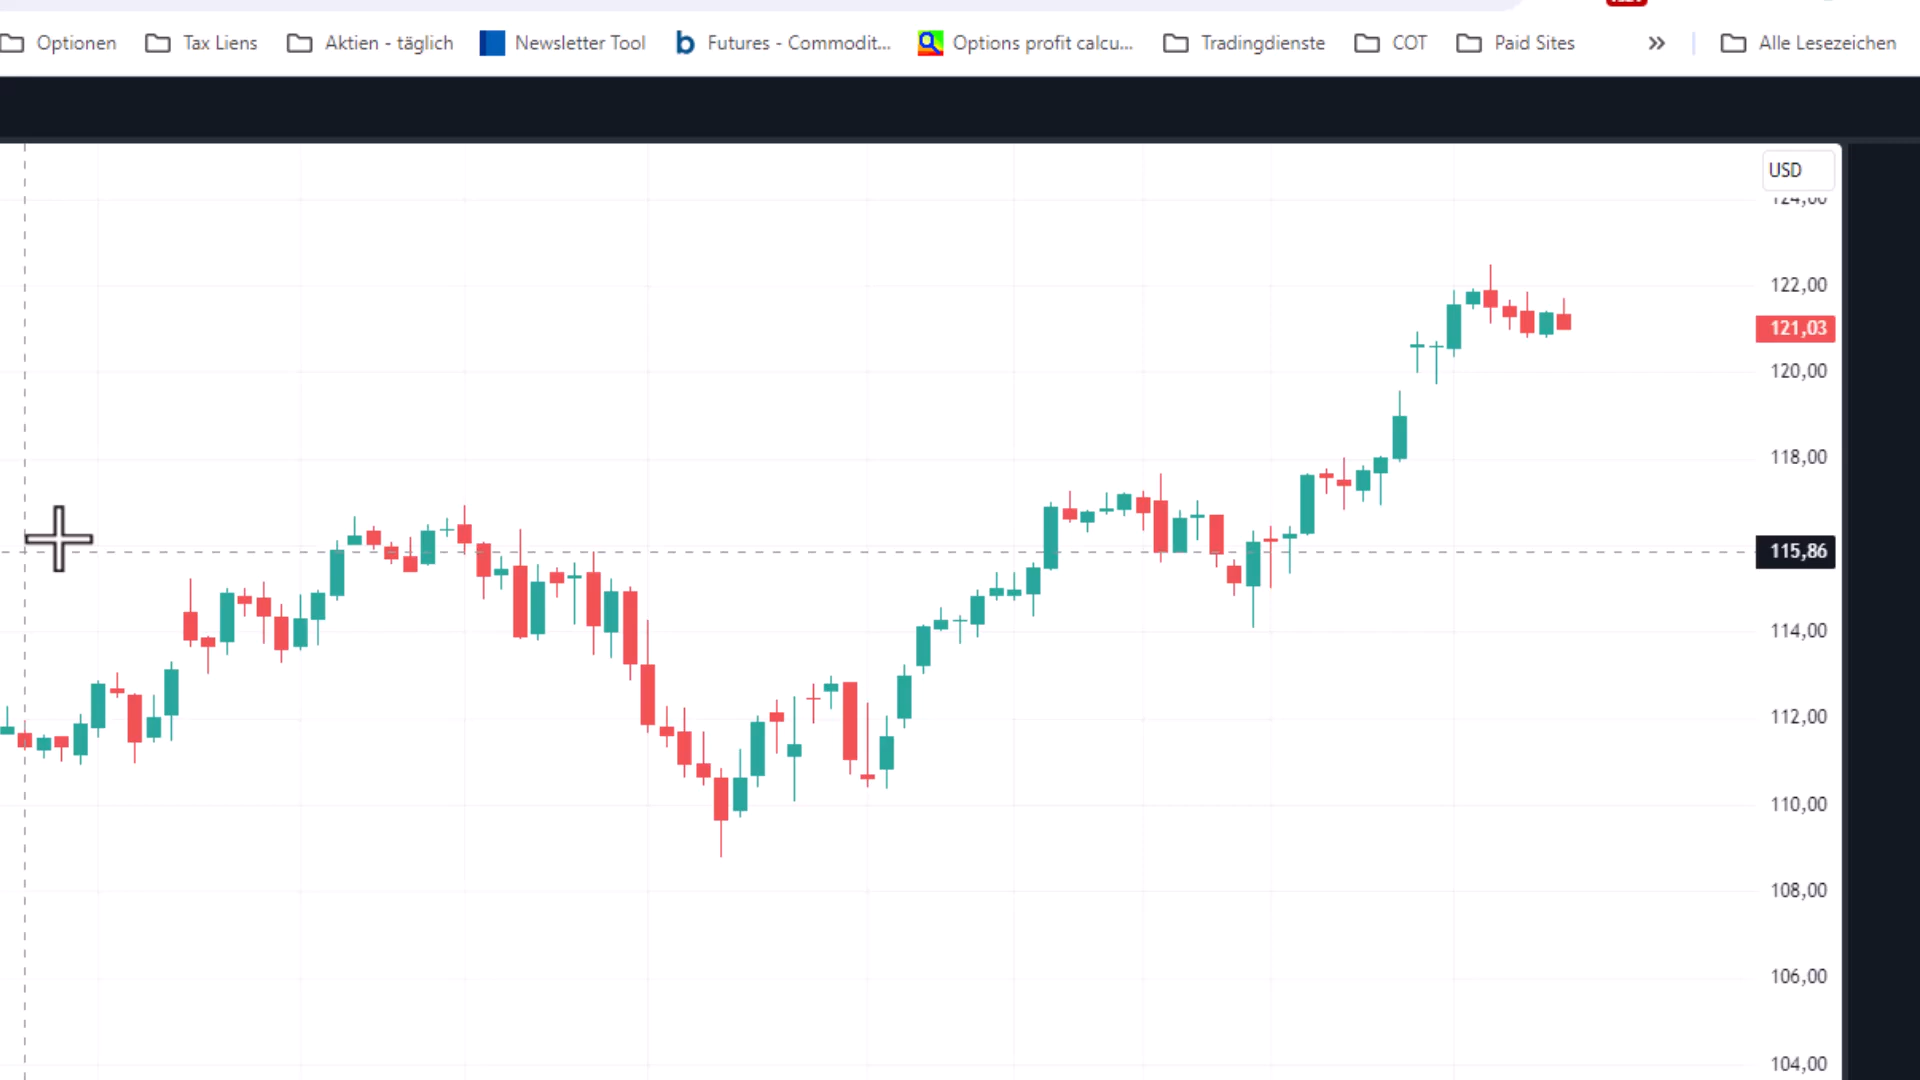 Optionen
Tax Liens
Aktien - täglich
Newsletter Tool
Futures - Commodit...
Options profit calcu...
Tradingdienste
COT
Paid Sites
»
Alle Lesezeichen
USD
124,00
122,00
121,03
120,00
118,00
115,86
114,00
112,00
110,00
108,00
106,00
104,00